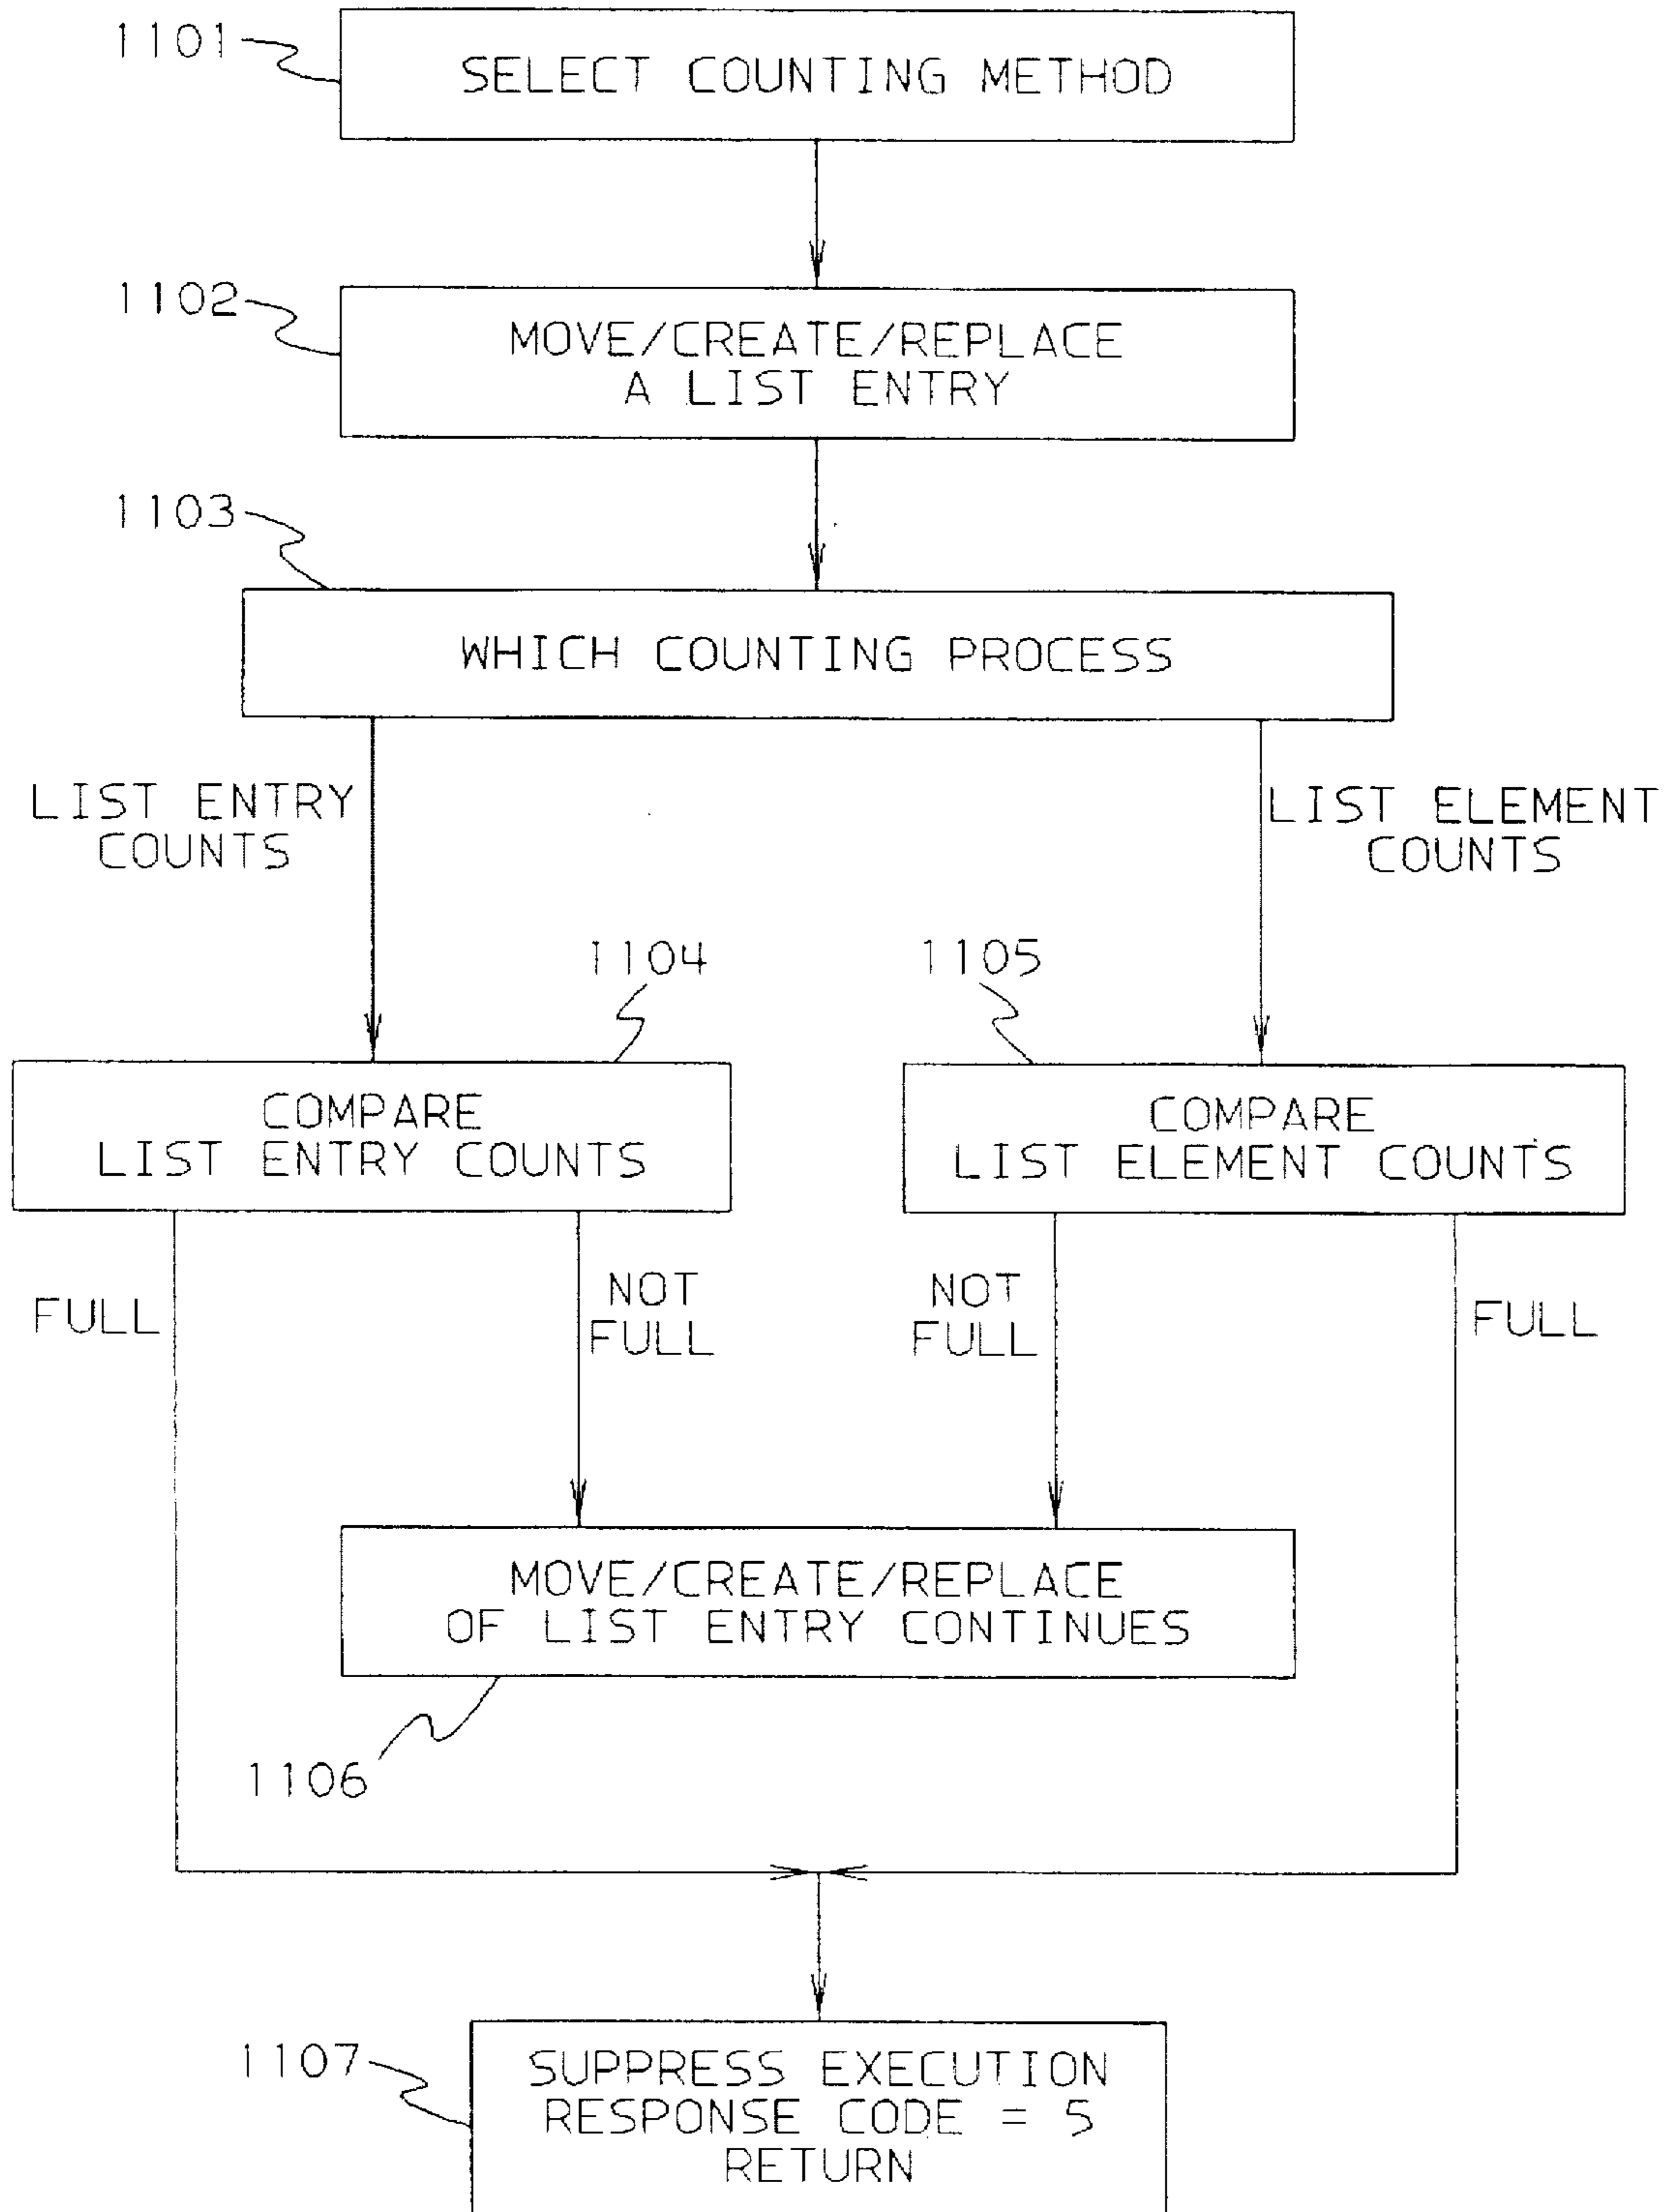 1101
SELECT COUNTING METHOD
1102
MOVE/CREATE/REPLACE
A LIST ENTRY
1103
WHICH COUNTING PROCESS
LIST ENTRY
COUNTS
LIST ELEMENT
COUNTS
1104
1105
COMPARE
LIST ENTRY COUNTS
COMPARE
LIST ELEMENT COUNTS
FULL
NOT
FULL
NOT
FULL
FULL
MOVE/CREATE/REPLACE
OF LIST ENTRY CONTINUES
1106
1107
SUPPRESS EXECUTION
RESPONSE CODE = 5
RETURN